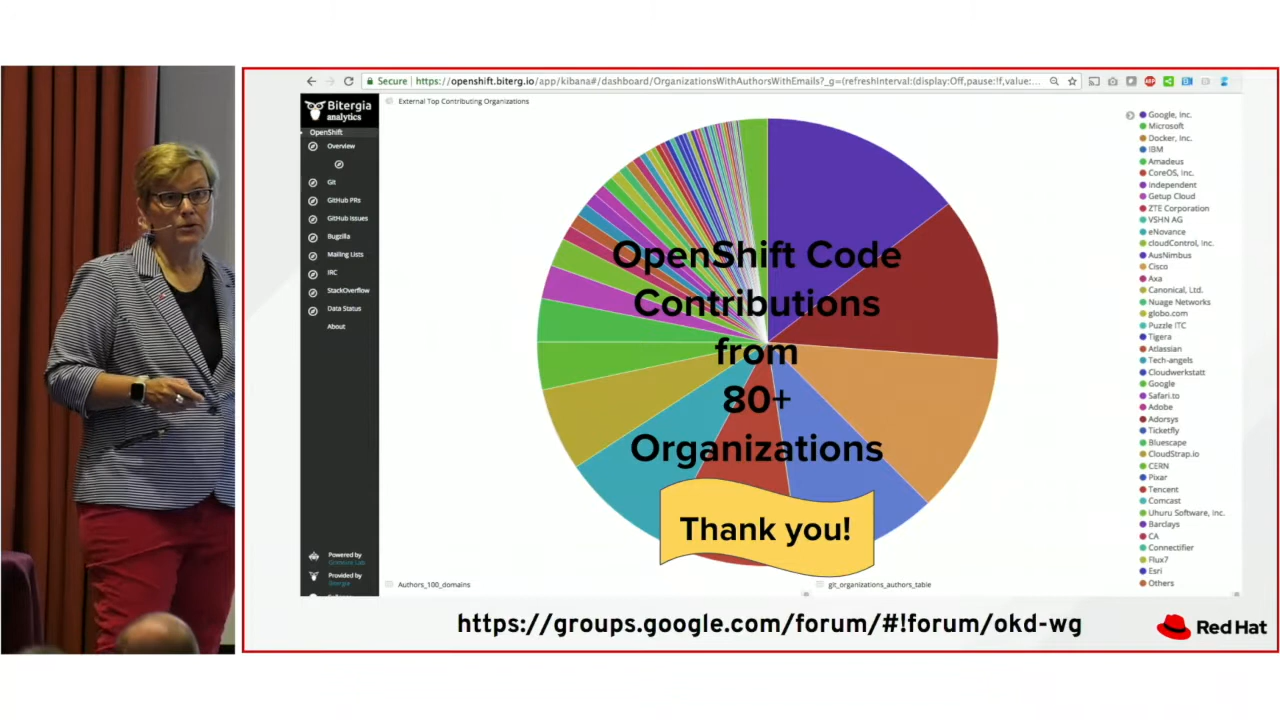 Secure https://openshift.biterg.io/app/kibana#/dashboard/OrganizationsWithAuthorsWithEmails?_g=(refreshInterval:(display:Off,pause:!f,value:...
Bitergia
analytics
OpenShift
Overview
Git
GitHub PRs
GitHub Issues
Bugzilla
Mailing Lists
IRC
StackOverflow
Data Status
About
Powered by
Provided by
Bitergia
External Top Contributing Organizations
OpenShift Code
Contributions
from
80+
Organizations
Thank you!
Authors_100_domains
git_organizations_authors_table
Google, Inc.
Microsoft
Docker, Inc.
IBM
Amadeus
CoreOS, Inc.
Independent
Getup Cloud
ZTE Corporation
VSHN AG
eNovance
cloudControl, Inc.
AusNimbus
Cisco
Axa
Canonical, Ltd.
Nuage Networks
globo.com
Puzzle ITC
Tigera
Atlassian
Tech-angels
Cloudwerkstatt
Google
Safari.to
Adobe
Adorsys
Ticketfly
Bluescape
CloudStrap.io
CERN
Pixar
Tencent
Comcast
Uhuru Software, Inc.
Barclays
CA
Connectifier
Flux7
Esri
Others
https://groups.google.com/forum/#!forum/okd-wg
Red Hat